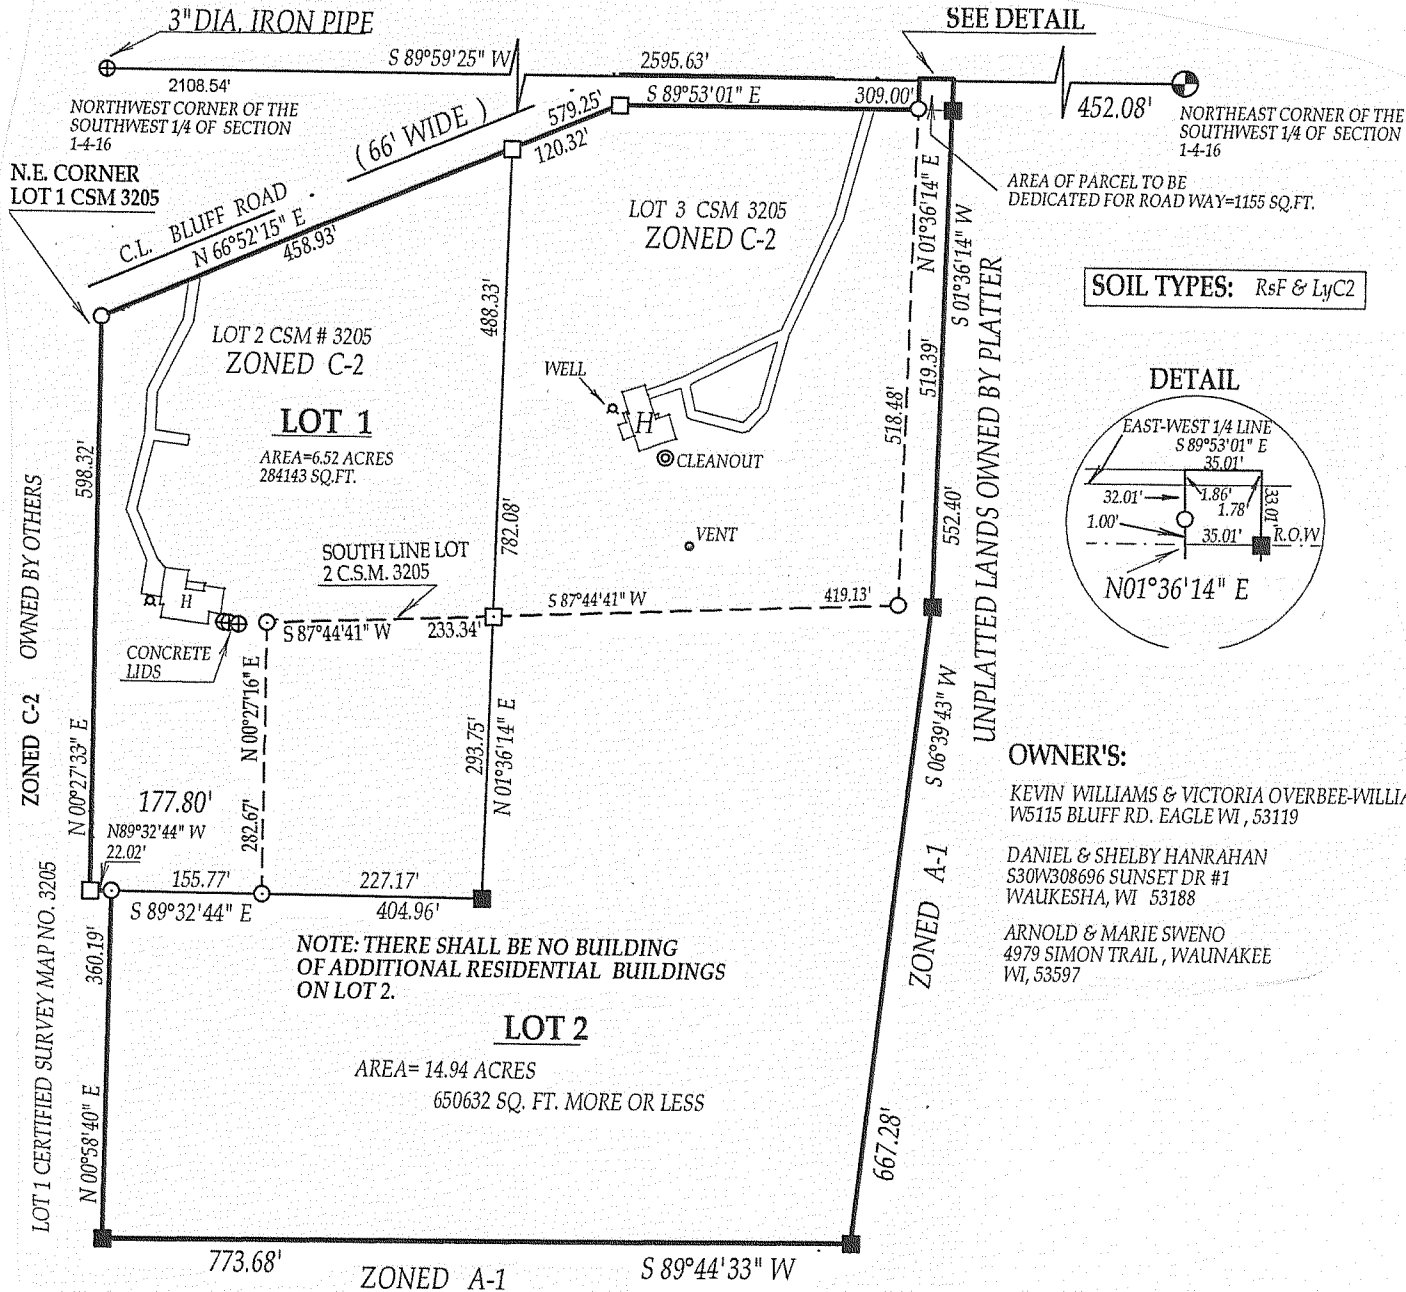 3" DIA. IRON PIPE
SEE DETAIL
S 89°59'25" W
2595.63'
2108.54'
S 89°53'01" E
309.00'
452.08'
NORTHWEST CORNER OF THE
SOUTHWEST 1/4 OF SECTION
1-4-16
NORTHEAST CORNER OF THE
SOUTHWEST 1/4 OF SECTION
1-4-16
( 66' WIDE )
579.25'
120.32'
N.E. CORNER
LOT 1 CSM 3205
C.L. BLUFF ROAD
N 66°52'15" E
458.93'
AREA OF PARCEL TO BE
DEDICATED FOR ROAD WAY=1155 SQ.FT.
LOT 3 CSM 3205
ZONED C-2
N 01°36'14" E
S 01°36'14" W
SOIL TYPES: RsF & LyC2
LOT 2 CSM # 3205
ZONED C-2
488.33'
WELL
H
CLEANOUT
518.48'
519.39'
UNPLATTED LANDS OWNED BY PLATTER
DETAIL
EAST-WEST 1/4 LINE
S 89°53'01" E
35.01'
32.01'
1.86'
1.78'
33.01'
1.00'
35.01'
R.O.W
N01°36'14" E
LOT 1
AREA=6.52 ACRES
284143 SQ.FT.
598.32'
OWNED BY OTHERS
782.08'
552.40'
VENT
SOUTH LINE LOT
2 C.S.M. 3205
S 87°44'41" W
419.13'
H
S 87°44'41" W
233.34'
CONCRETE
LIDS
N 00°27'16" E
282.67'
293.75'
N 01°36'14" E
S 06°39'43" W
ZONED C-2
N 00°27'33" E
177.80'
N89°32'44" W
22.02'
155.77'
227.17'
S 89°32'44" E
404.96'
OWNER'S:
KEVIN WILLIAMS & VICTORIA OVERBEE-WILLIA
W5115 BLUFF RD. EAGLE WI , 53119
DANIEL & SHELBY HANRAHAN
S30W308696 SUNSET DR #1
WAUKESHA, WI 53188
ARNOLD & MARIE SWENO
4979 SIMON TRAIL , WAUNAKEE
WI, 53597
ZONED A-1
LOT 1 CERTIFIED SURVEY MAP NO. 3205
360.19'
N 00°58'40" E
NOTE: THERE SHALL BE NO BUILDING
OF ADDITIONAL RESIDENTIAL BUILDINGS
ON LOT 2.
LOT 2
AREA= 14.94 ACRES
650632 SQ. FT. MORE OR LESS
667.28'
773.68'
ZONED A-1
S 89°44'33" W